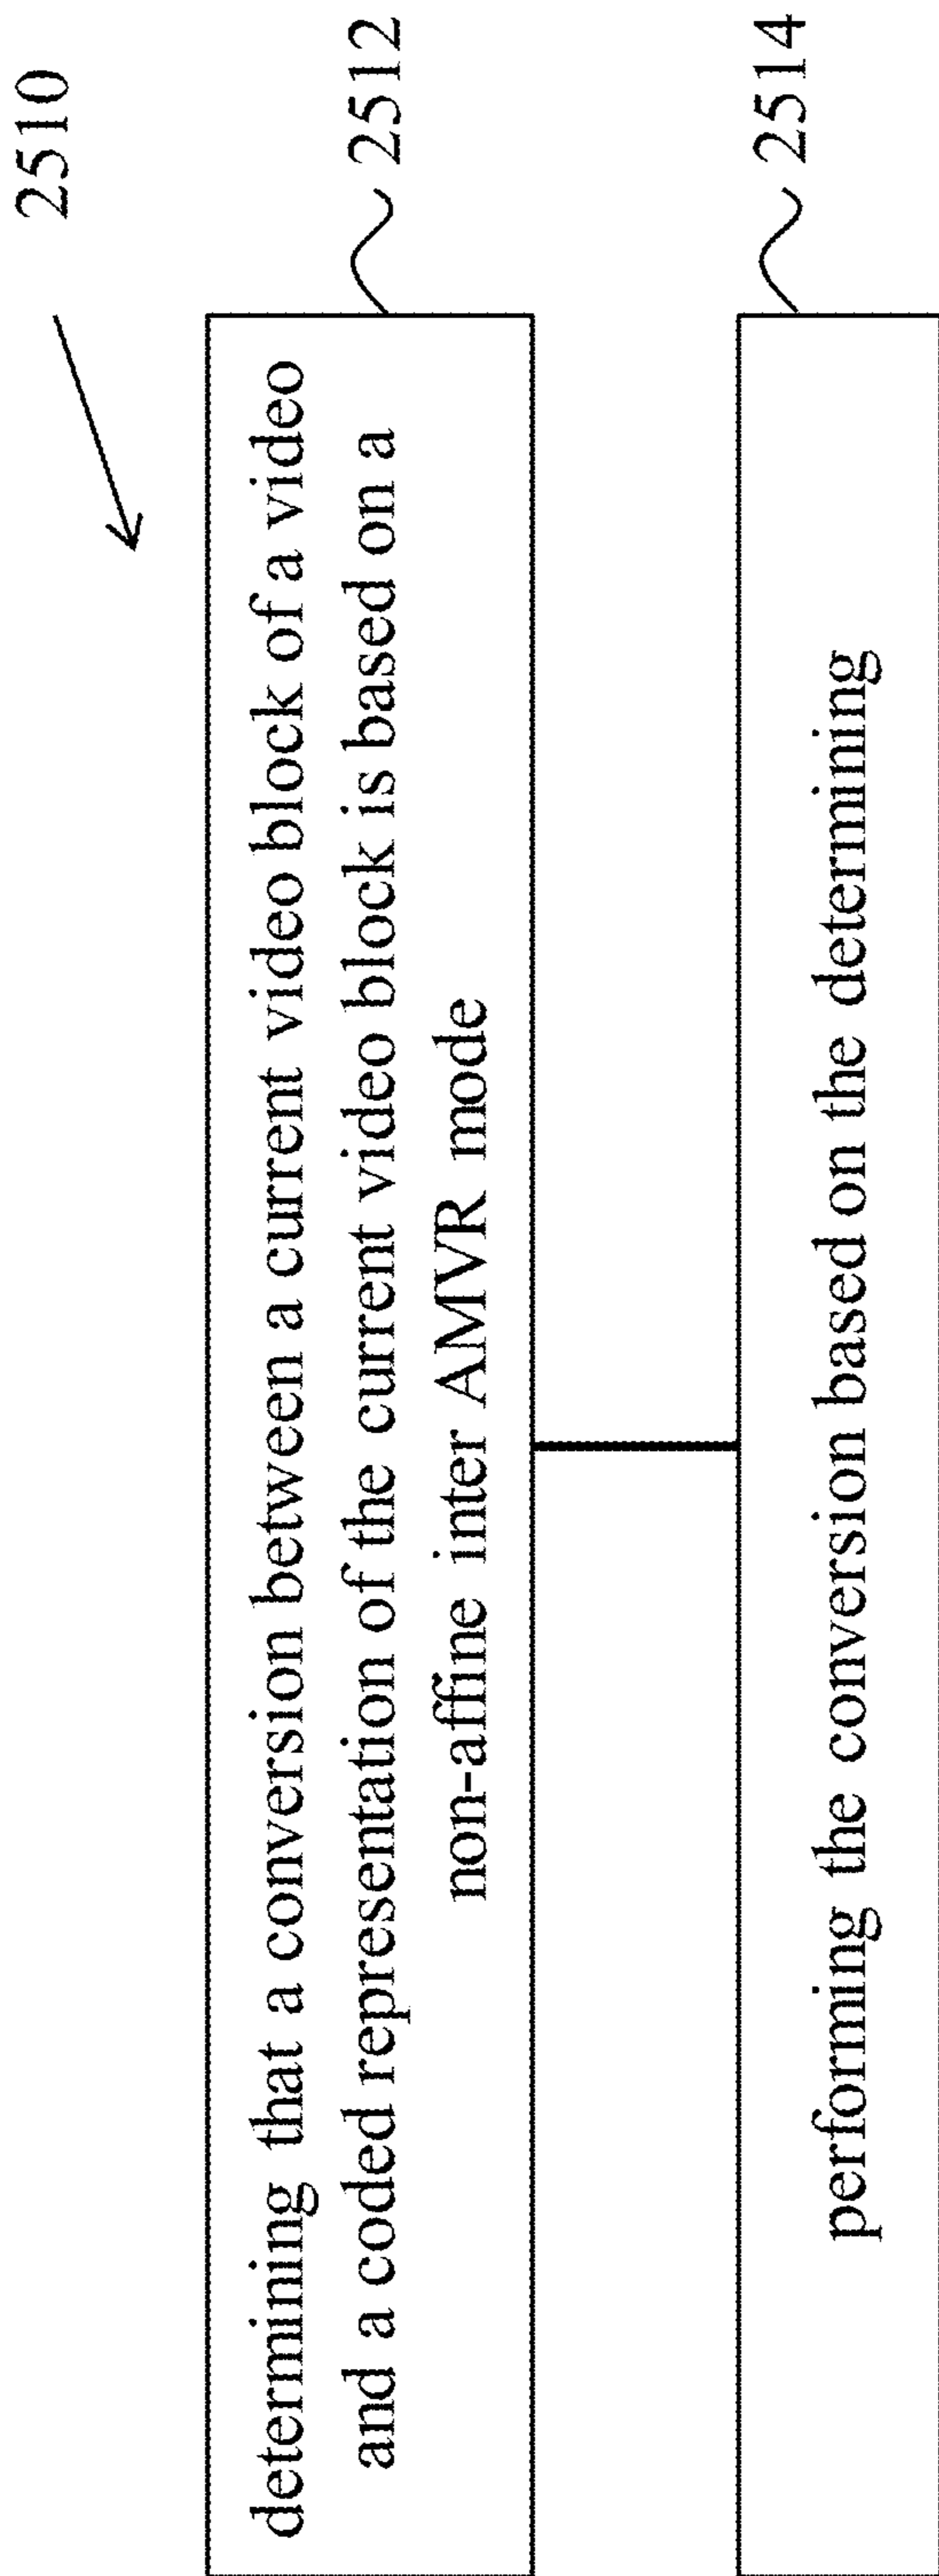 2510
determining that a conversion between a current video block of a video
and a coded representation of the current video block is based on a
non-affine inter AMVR mode
2512
performing the conversion based on the determining
2514